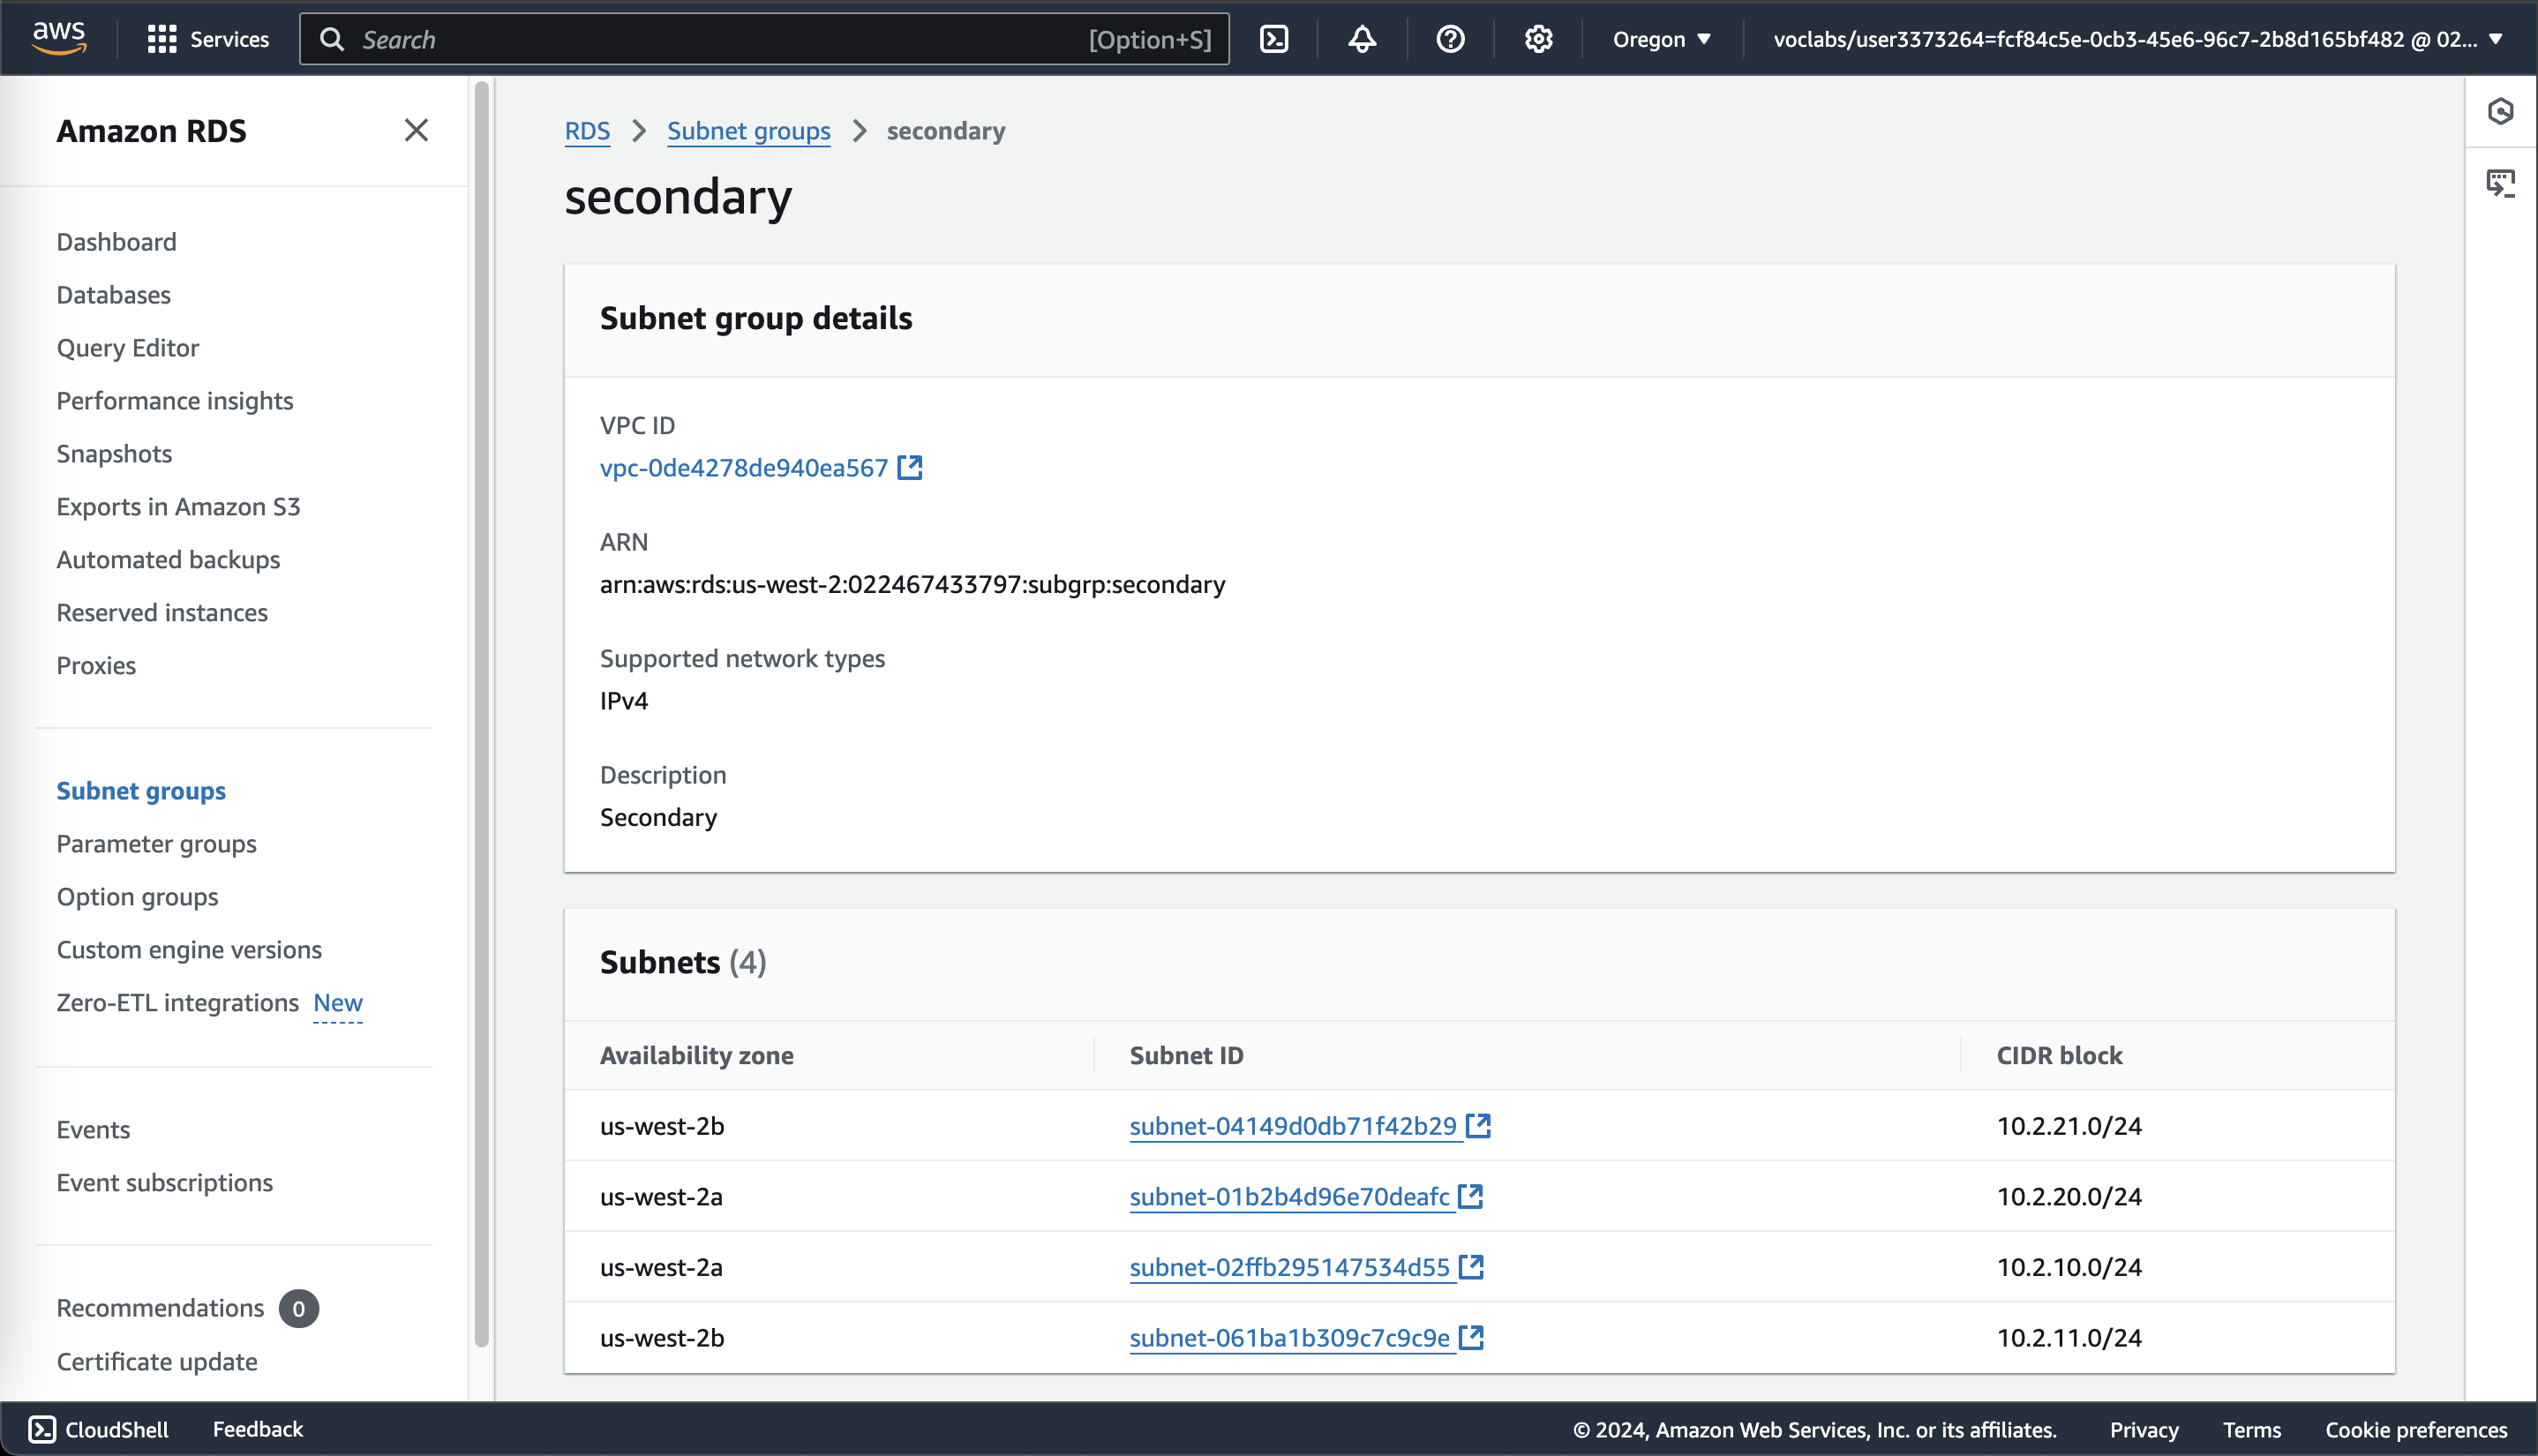 aws
Services
Search
[Option+S]
Oregon
voclabs/user3373264=fcf84c5e-0cb3-45e6-96c7-2b8d165bf482 @ 02...
Amazon RDS
Dashboard
Databases
Query Editor
Performance insights
Snapshots
Exports in Amazon S3
Automated backups
Reserved instances
Proxies
Subnet groups
Parameter groups
Option groups
Custom engine versions
Zero-ETL integrations New
Events
Event subscriptions
Recommendations 0
Certificate update
RDS > Subnet groups > secondary
secondary
Subnet group details
VPC ID
vpc-0de4278de940ea567
ARN
arn:aws:rds:us-west-2:022467433797:subgrp:secondary
Supported network types
IPv4
Description
Secondary
Subnets (4)
Availability zone Subnet ID CIDR block
us-west-2b subnet-04149d0db71f42b29 10.2.21.0/24
us-west-2a subnet-01b2b4d96e70deafc 10.2.20.0/24
us-west-2a subnet-02ffb295147534d55 10.2.10.0/24
us-west-2b subnet-061ba1b309c7c9c9e 10.2.11.0/24
CloudShell Feedback © 2024, Amazon Web Services, Inc. or its affiliates. Privacy Terms Cookie preferences